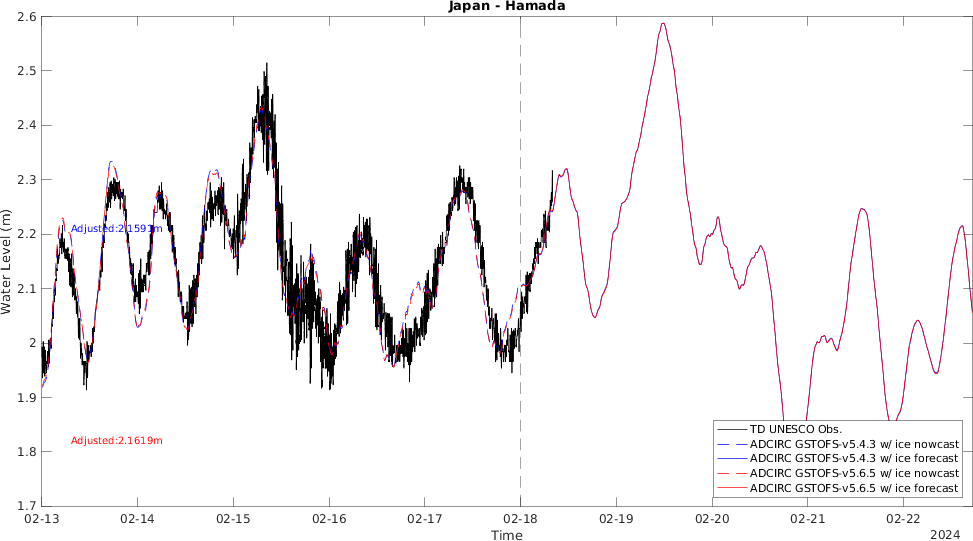 Japan - Hamada
2.6
2.5
2.4
2.3
2.2
2.1
2
1.9
1.8
1.7
Water Level (m)
Adjusted:2.1591m
Adjusted:2.1619m
TD UNESCO Obs.
ADCIRC GSTOFS-v5.4.3 w/ ice nowcast
ADCIRC GSTOFS-v5.4.3 w/ ice forecast
ADCIRC GSTOFS-v5.6.5 w/ ice nowcast
ADCIRC GSTOFS-v5.6.5 w/ ice forecast
02-13 02-14 02-15 02-16 02-17 02-18 02-19 02-20 02-21 02-22
Time
2024